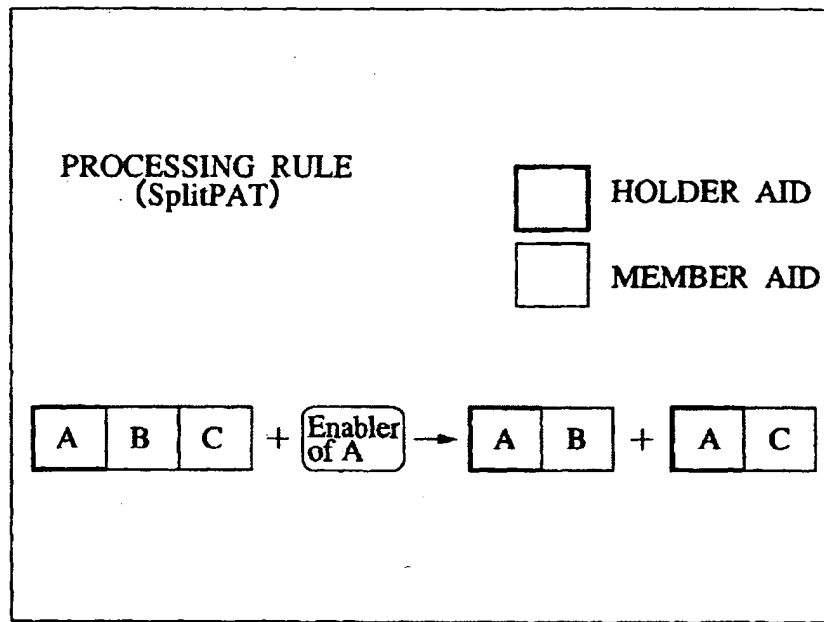 PROCESSING RULE
(SplitPAT)
HOLDER AID
MEMBER AID
A B C + Enabler of A → A B + A C